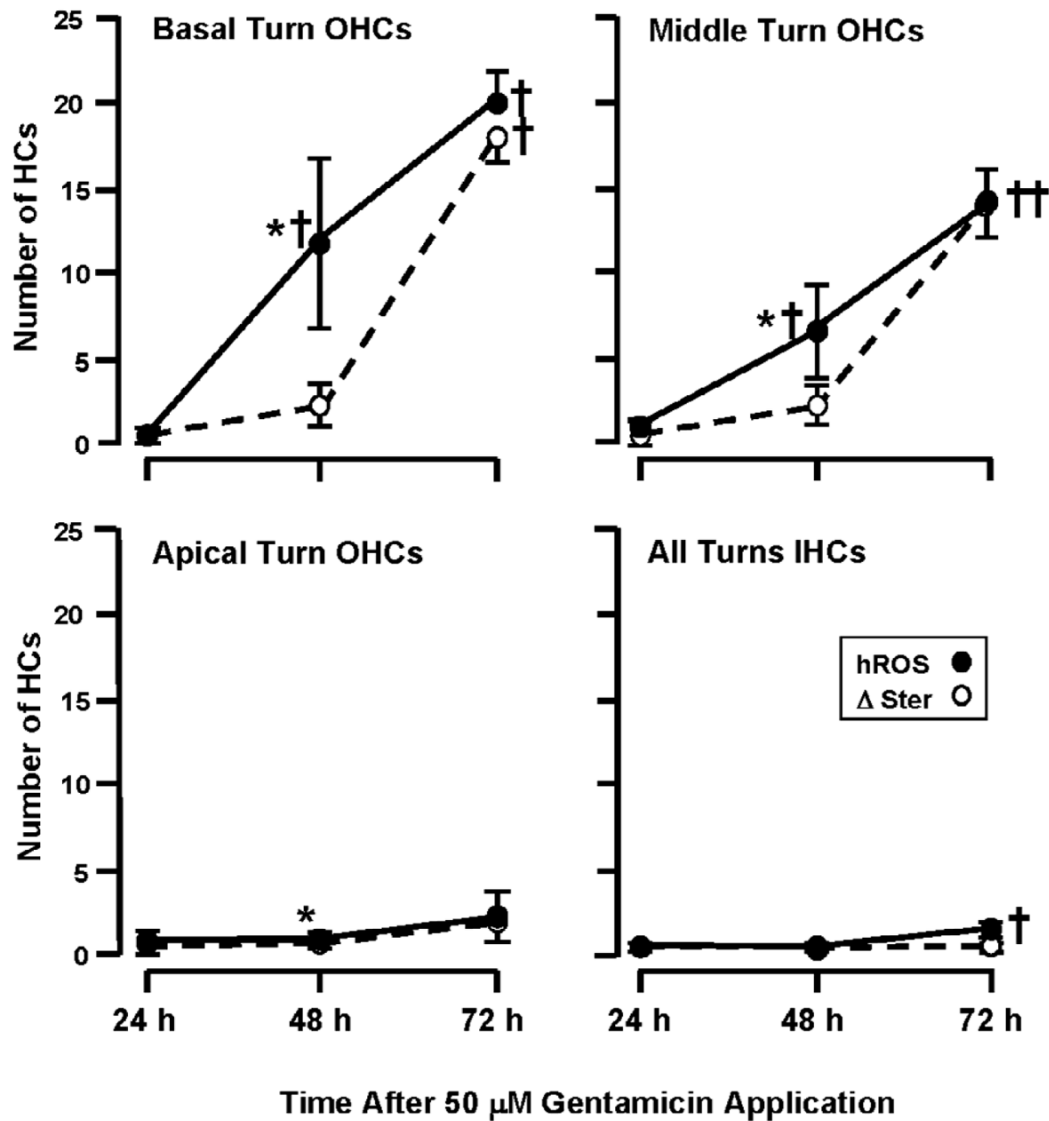 Basal Turn OHCs
Middle Turn OHCs
Number of HCs
25
20
15
10
5
0
*†
†
†
*†
††
Apical Turn OHCs
All Turns IHCs
Number of HCs
25
20
15
10
5
0
*
†
hROS
Δ Ster
24 h
48 h
72 h
24 h
48 h
72 h
Time After 50 µM Gentamicin Application